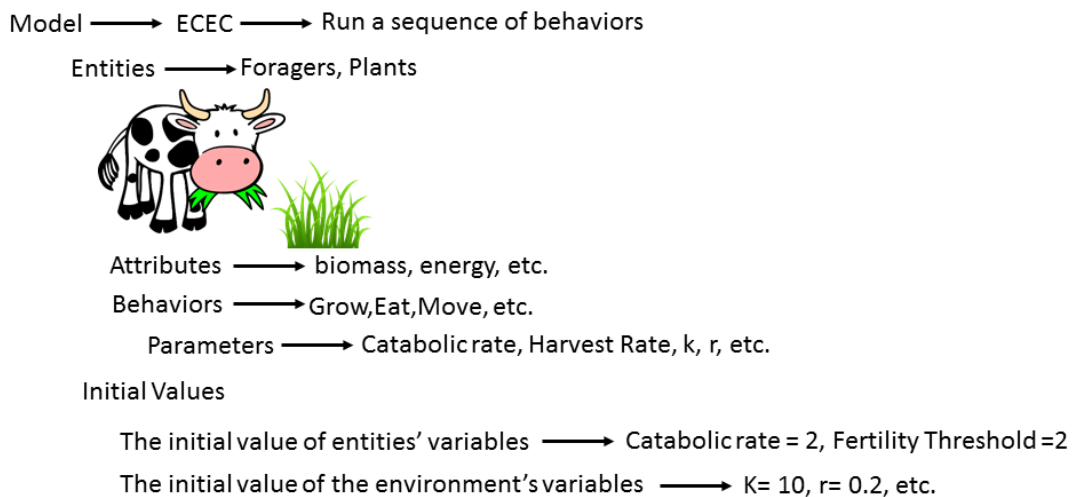 Model ECEC Run a sequence of behaviors
Entities Foragers, Plants
Attributes biomass, energy, etc.
Behaviors Grow,Eat,Move, etc.
Parameters Catabolic rate, Harvest Rate, k, r, etc.
Initial Values
The initial value of entities’ variables Catabolic rate = 2, Fertility Threshold =2
The initial value of the environment’s variables K= 10, r= 0.2, etc.